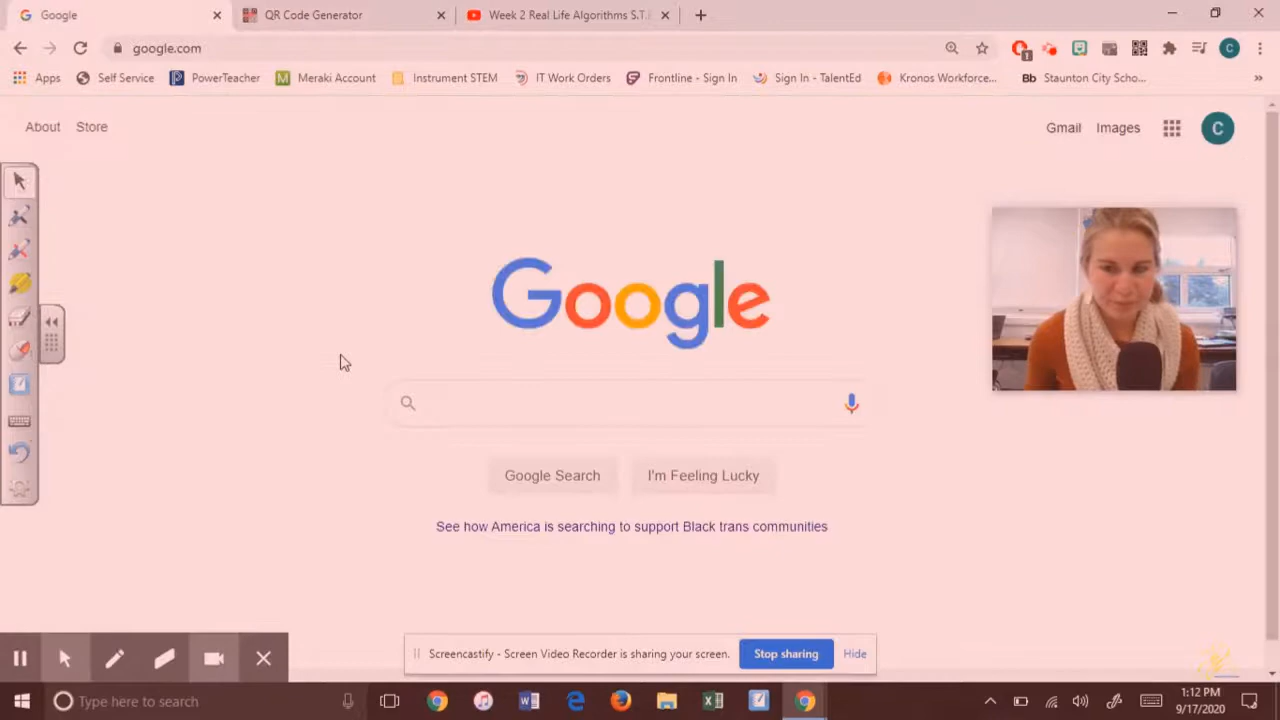 Google
QR Code Generator
Week 2 Real Life Algorithms S.T.
google.com
1
C
Apps
Self Service
PowerTeacher
Meraki Account
Instrument STEM
IT Work Orders
Frontline - Sign In
Sign In - TalentEd
Kronos Workforce...
Bb Staunton City Scho...
About Store
Gmail Images
C
Google
Google Search
I'm Feeling Lucky
See how America is searching to support Black trans communities
Screencastify - Screen Video Recorder is sharing your screen.
Stop sharing
Hide
Type here to search
1:12 PM
9/17/2020